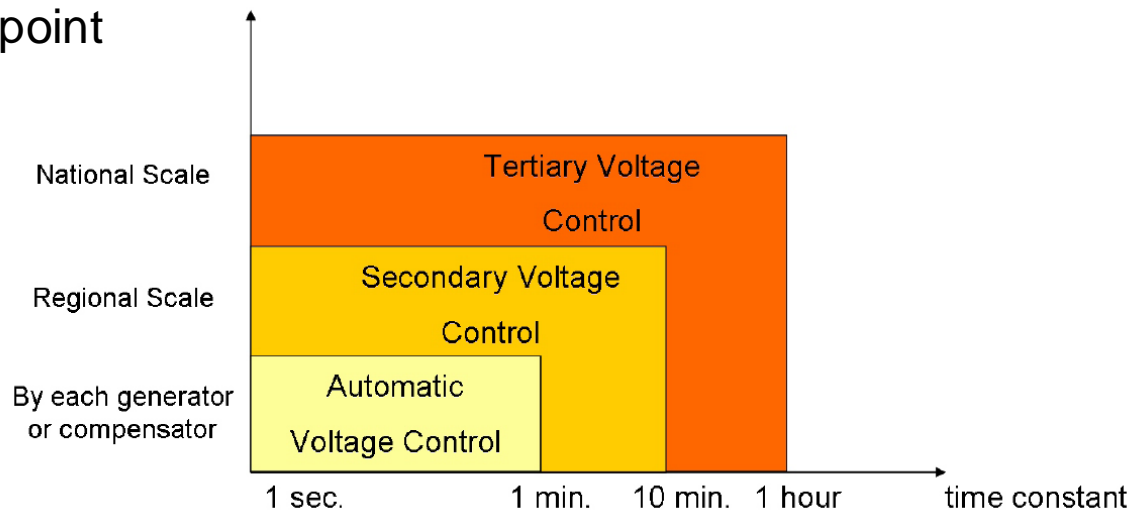 point
National Scale
Tertiary Voltage
Control
Regional Scale
Secondary Voltage
Control
By each generator
or compensator
Automatic
Voltage Control
1 sec.
1 min.
10 min.
1 hour
time constant